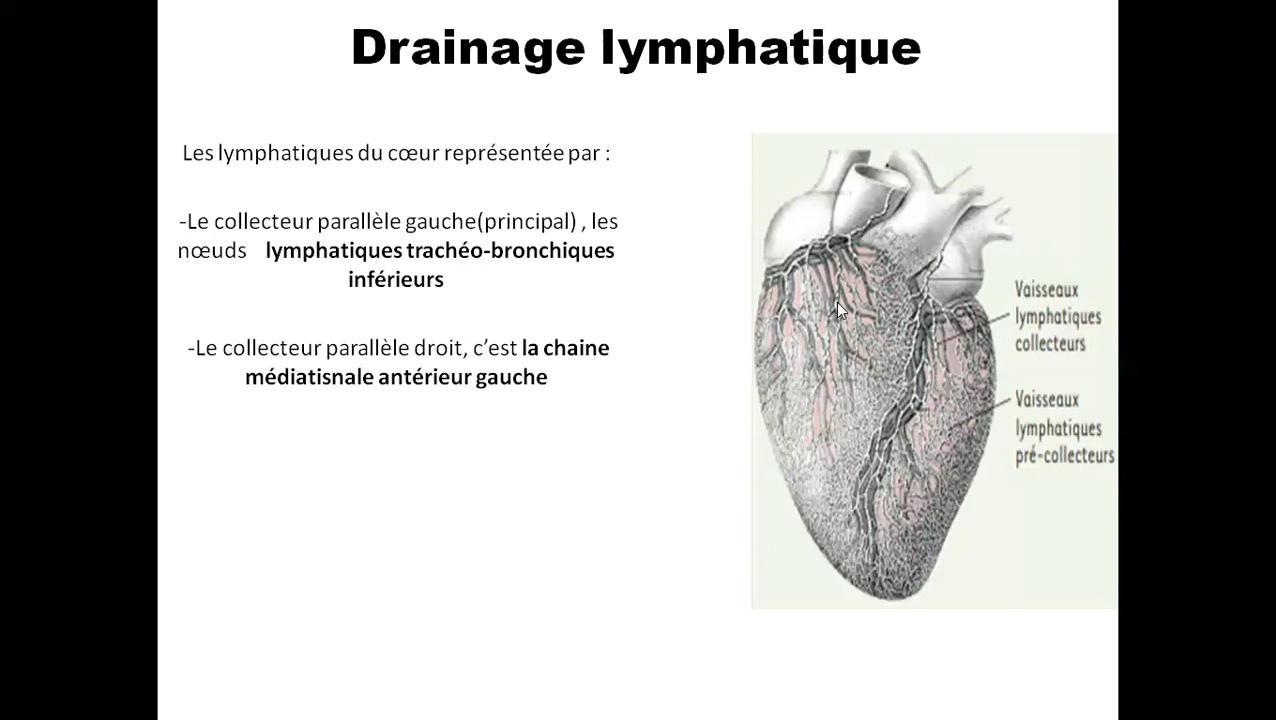 Drainage lymphatique
Les lymphatiques du cœur représentée par :
-Le collecteur parallèle gauche(principal) , les
nœuds lymphatiques trachéo-bronchiques
inférieurs
-Le collecteur parallèle droit, c’est la chaine
médiatisnale antérieur gauche
Vaisseaux
lymphatiques
collecteurs
Vaisseaux
lymphatiques
pré-collecteurs